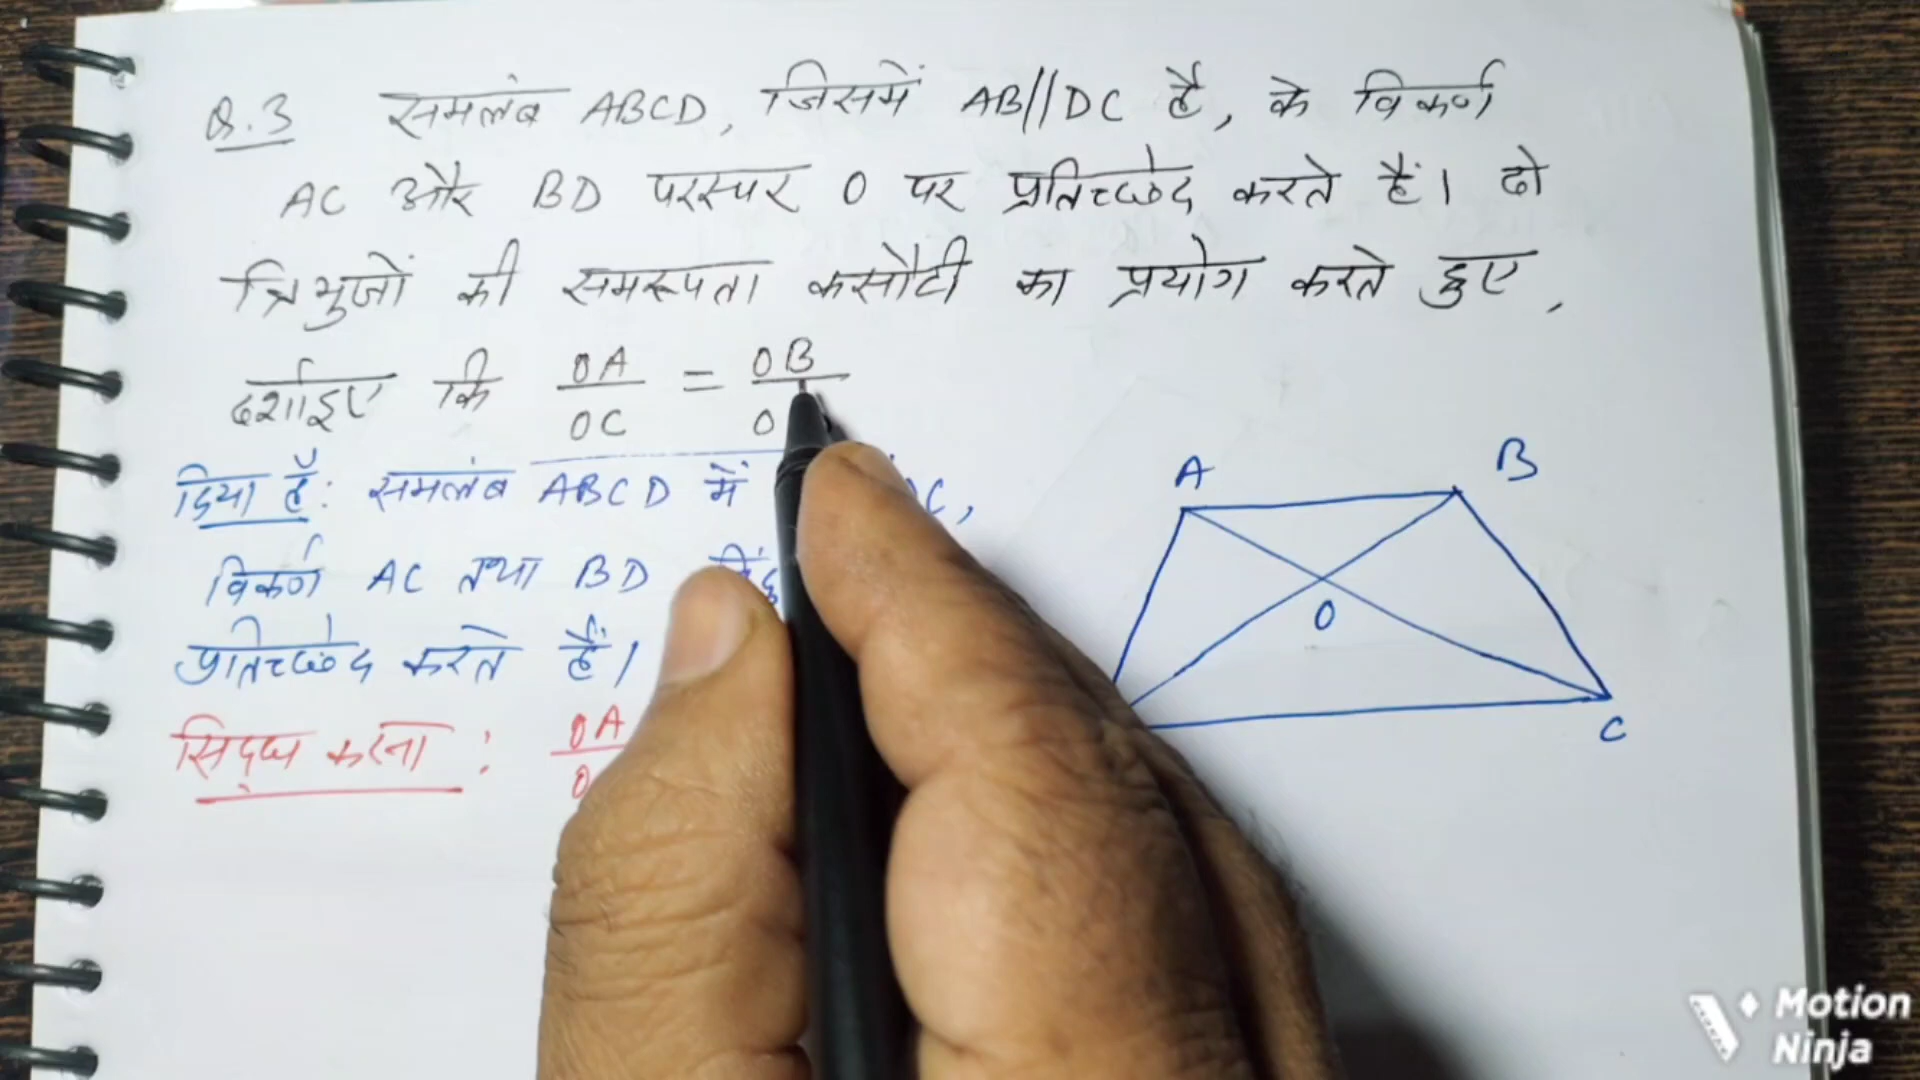 Q.3 समलंब ABCD, जिसमें AB//DC है, के विकर्ण
AC और BD परस्पर O पर प्रतिच्छेद करते हैं। दो
त्रिभुजों की समरूपता कसौटी का प्रयोग करते हुए,
दर्शाइए कि OA/OC = OB/O
दिया है: समलंब ABCD में C,
विकर्ण AC तथा BD
प्रतिच्छेद करते हैं।
सिद्ध करना : OA/O
A
B
O
C
Motion
Ninja